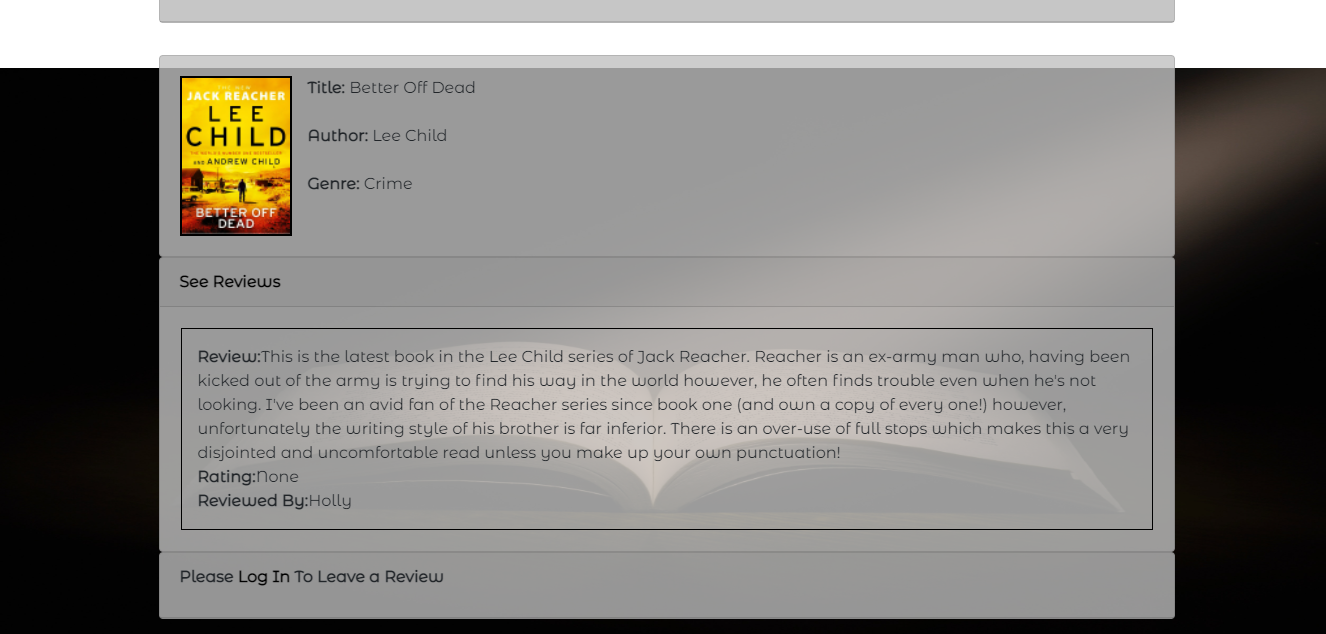 JACK REACHER
LEE
CHILD
AND ANDREW CHILD
BETTER OFF
DEAD
Title: Better Off Dead
Author: Lee Child
Genre: Crime
See Reviews
Review:This is the latest book in the Lee Child series of Jack Reacher. Reacher is an ex-army man who, having been
kicked out of the army is trying to find his way in the world however, he often finds trouble even when he's not
looking. I've been an avid fan of the Reacher series since book one (and own a copy of every one!) however,
unfortunately the writing style of his brother is far inferior. There is an over-use of full stops which makes this a very
disjointed and uncomfortable read unless you make up your own punctuation!
Rating:None
Reviewed By:Holly
Please Log In To Leave a Review